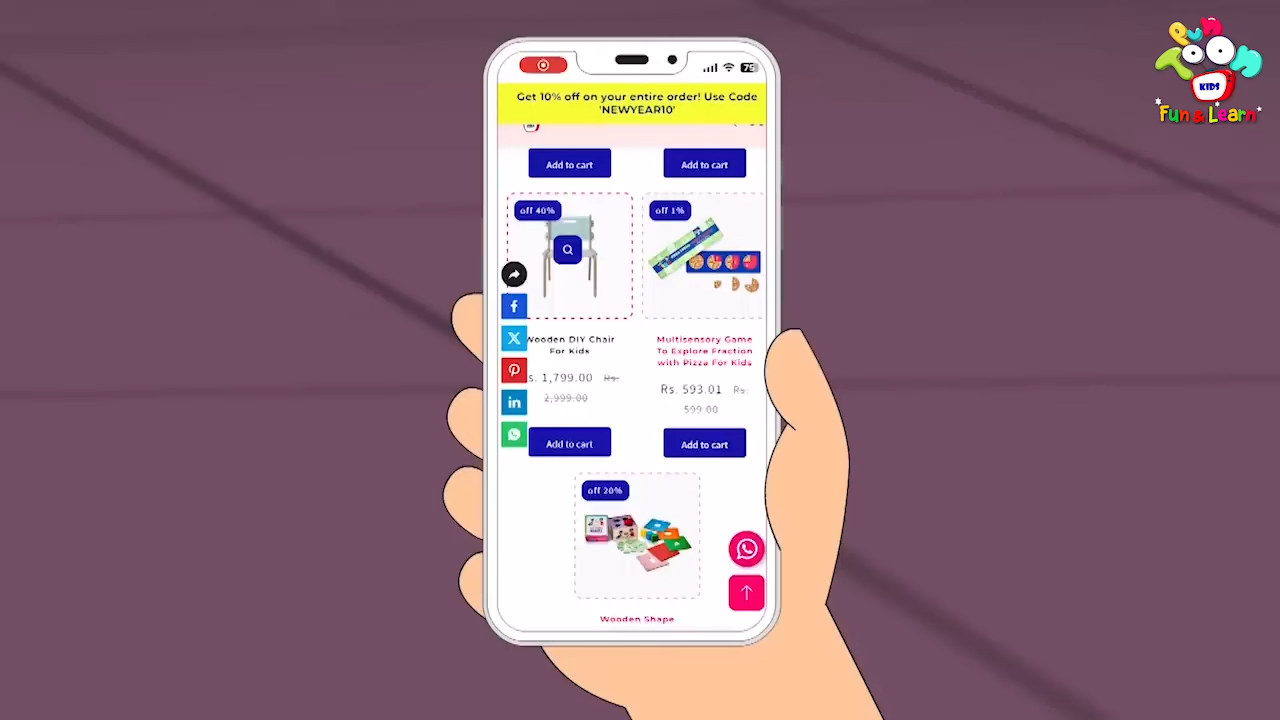 PUN
TOON
KIDS
Fun & Learn
75
Get 10% off on your entire order! Use Code
'NEWYEAR10'
Add to cart
Add to cart
off 40%
off 1%
Wooden DIY Chair
For Kids
s. 1,799.00 Rs.
2,999.00
Multisensory Game
To Explore Fraction
with Pizza For Kids
Rs. 593.01 Rs.
599.00
Add to cart
Add to cart
off 20%
Wooden Shape